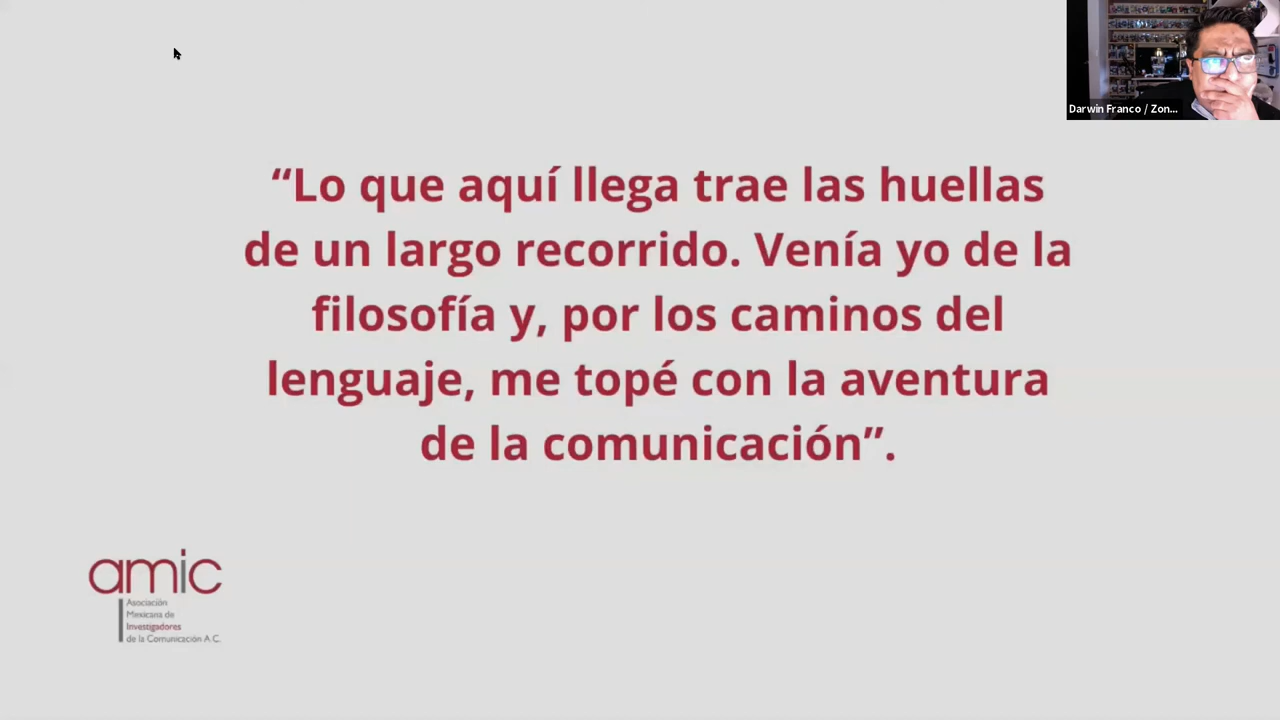 Darwin Franco / Zon...
“Lo que aquí llega trae las huellas
de un largo recorrido. Venía yo de la
filosofía y, por los caminos del
lenguaje, me topé con la aventura
de la comunicación”.
amic
Asociación
Mexicana de
Investigadores
de la Comunicación A.C.